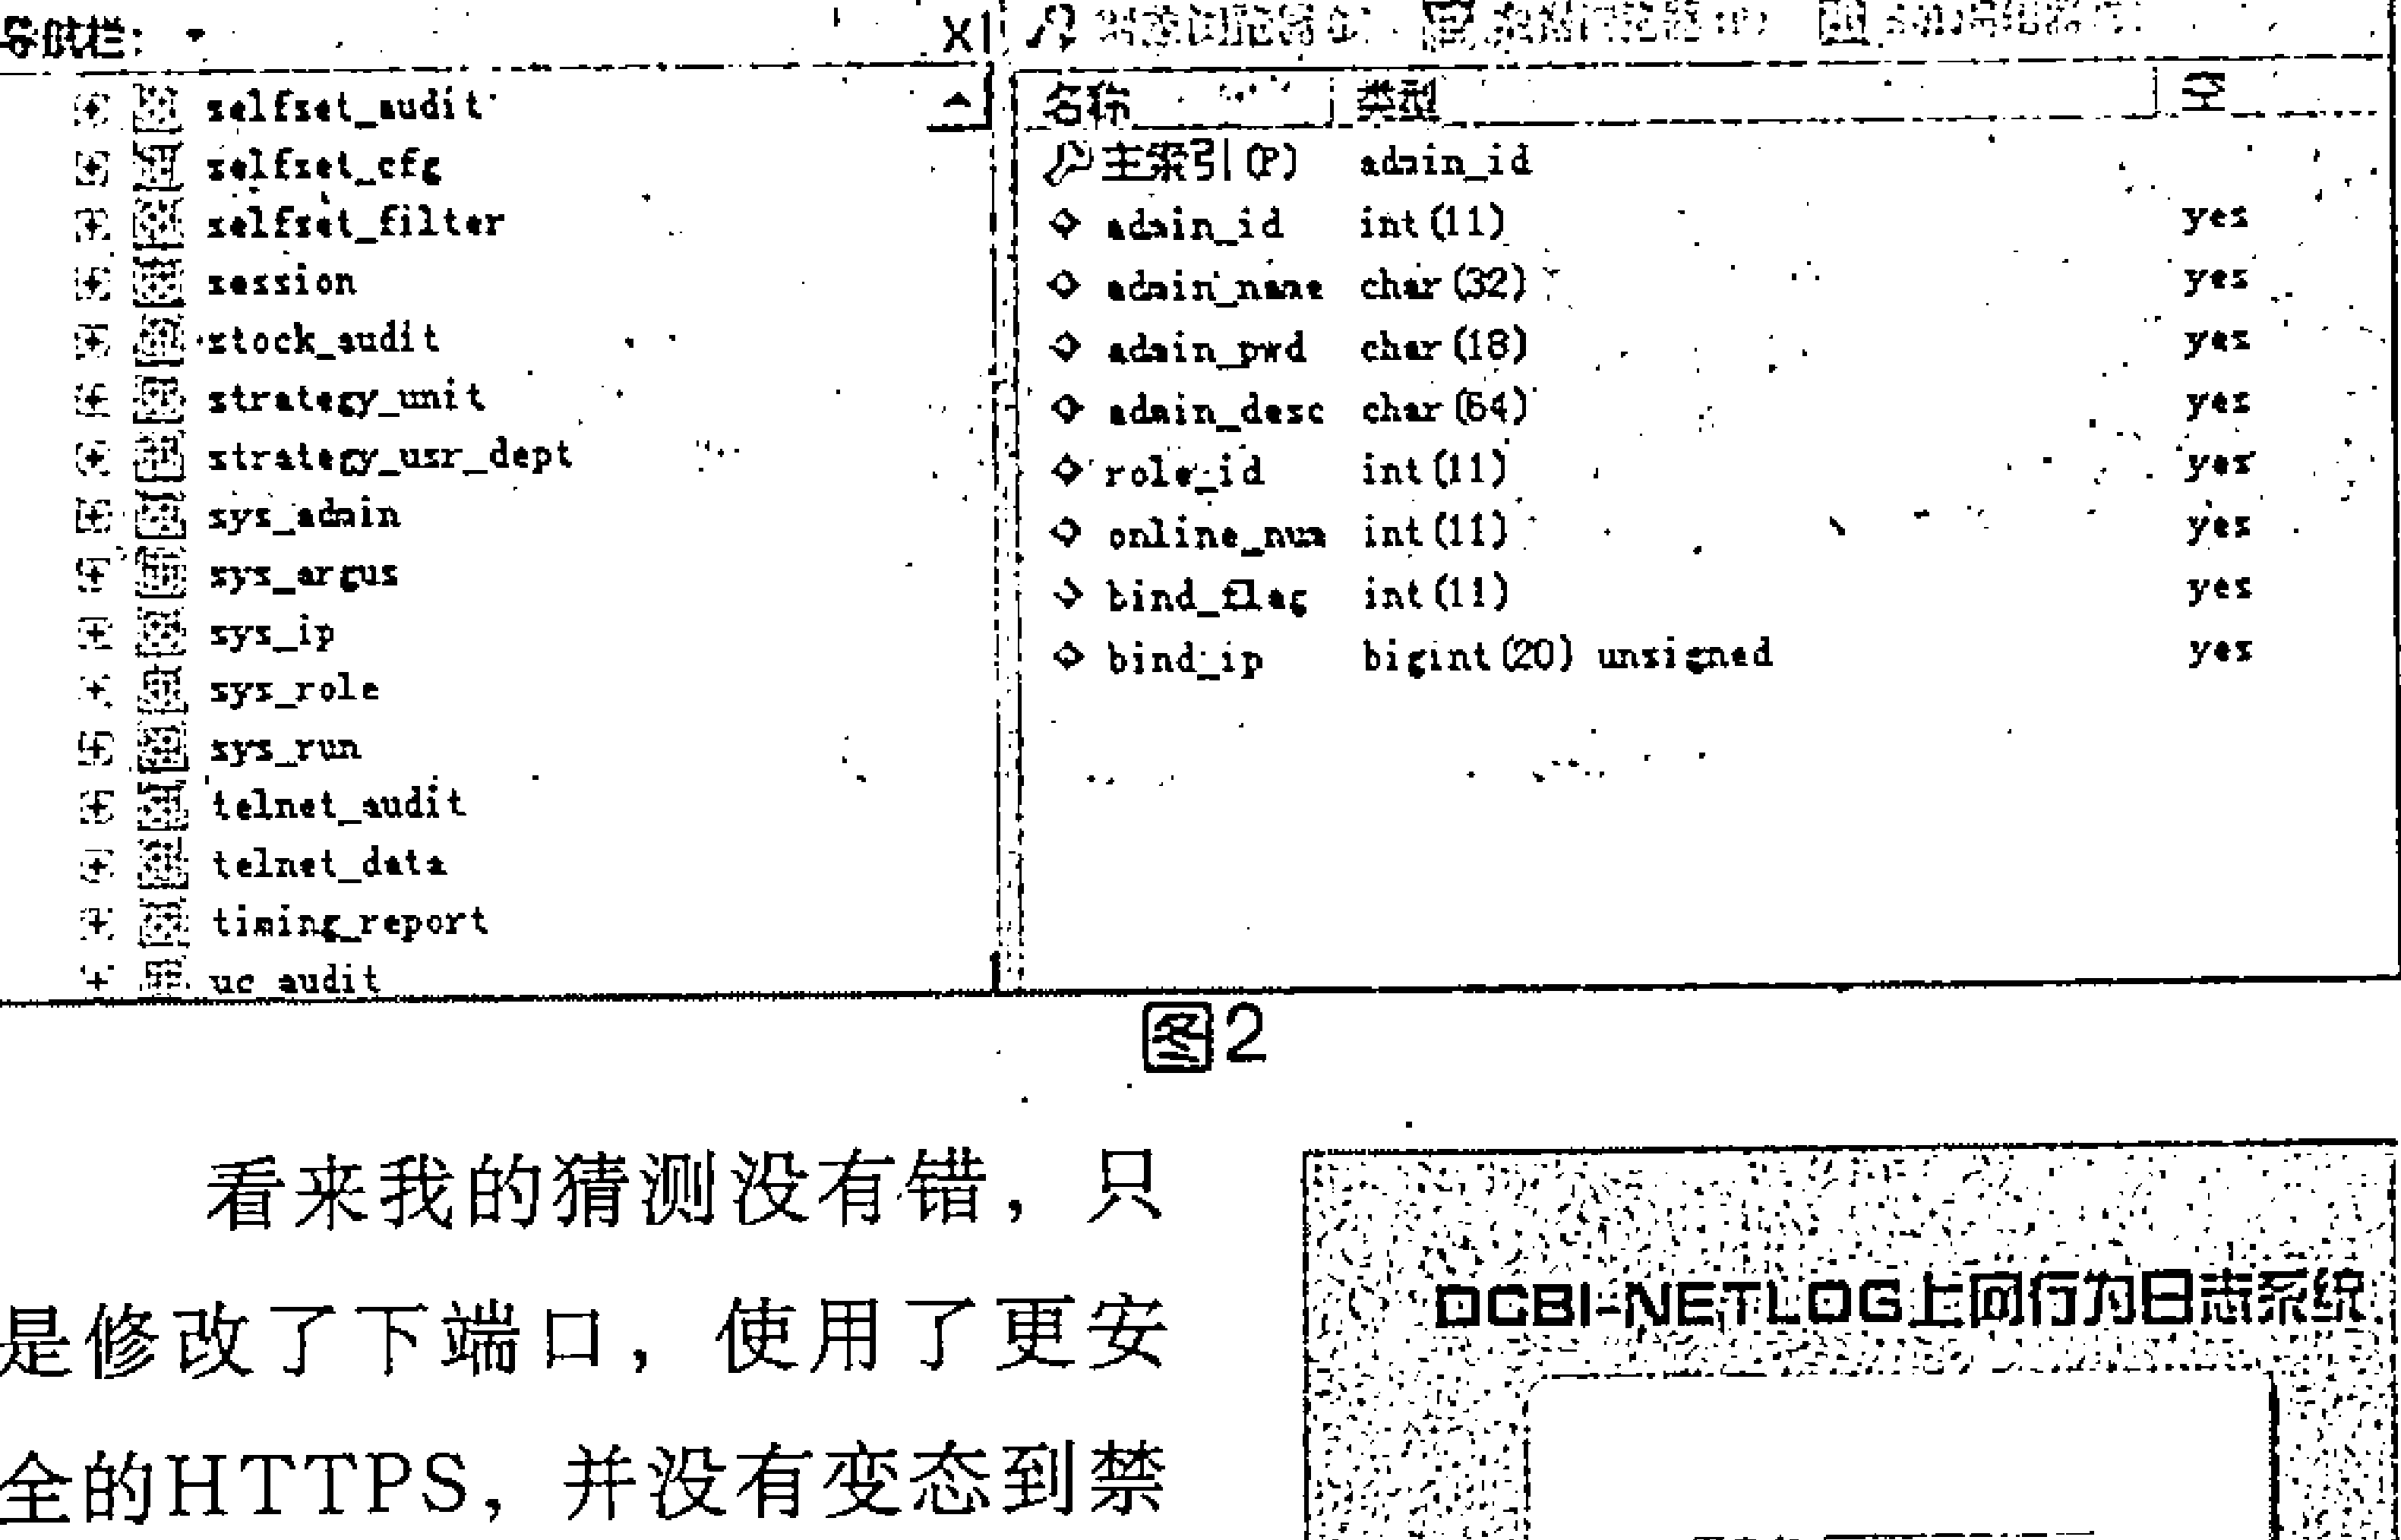 导航栏:
X
selfset_audit
selfset_cfg
selfset_filter
session
stock_audit
strategy_unit
strategy_usr_dept
sys_admin
sys_argus
sys_ip
sys_role
sys_run
telnet_audit
telnet_data
timing_report
uc_audit
名称 类型 空
主索引(P) admin_id
admin_id int(11) yes
admin_name char(32) yes
admin_pwd char(18) yes
admin_desc char(64) yes
role_id int(11) yes
online_num int(11) yes
bind_flag int(11) yes
bind_ip bigint(20) unsigned yes
图2
看来我的猜测没有错，只
是修改了下端口，使用了更安
全的HTTPS，并没有变态到禁
DCBI-NETLOG上网行为日志系统